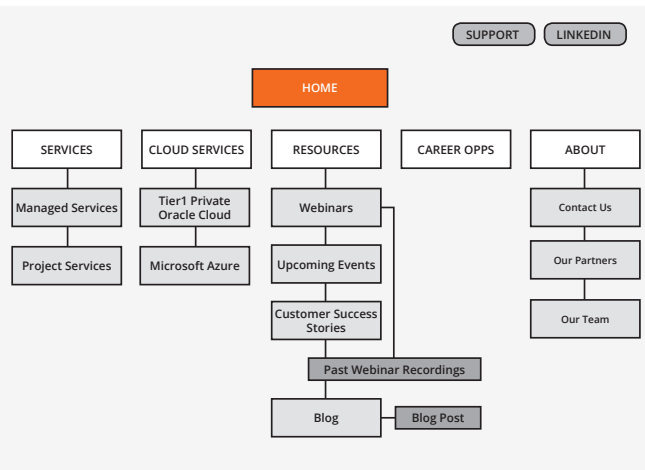 SUPPORT
LINKEDIN
HOME
SERVICES
CLOUD SERVICES
RESOURCES
CAREER OPPS
ABOUT
Managed Services
Tier1 Private
Oracle Cloud
Webinars
Contact Us
Project Services
Microsoft Azure
Upcoming Events
Our Partners
Customer Success
Stories
Our Team
Past Webinar Recordings
Blog
Blog Post